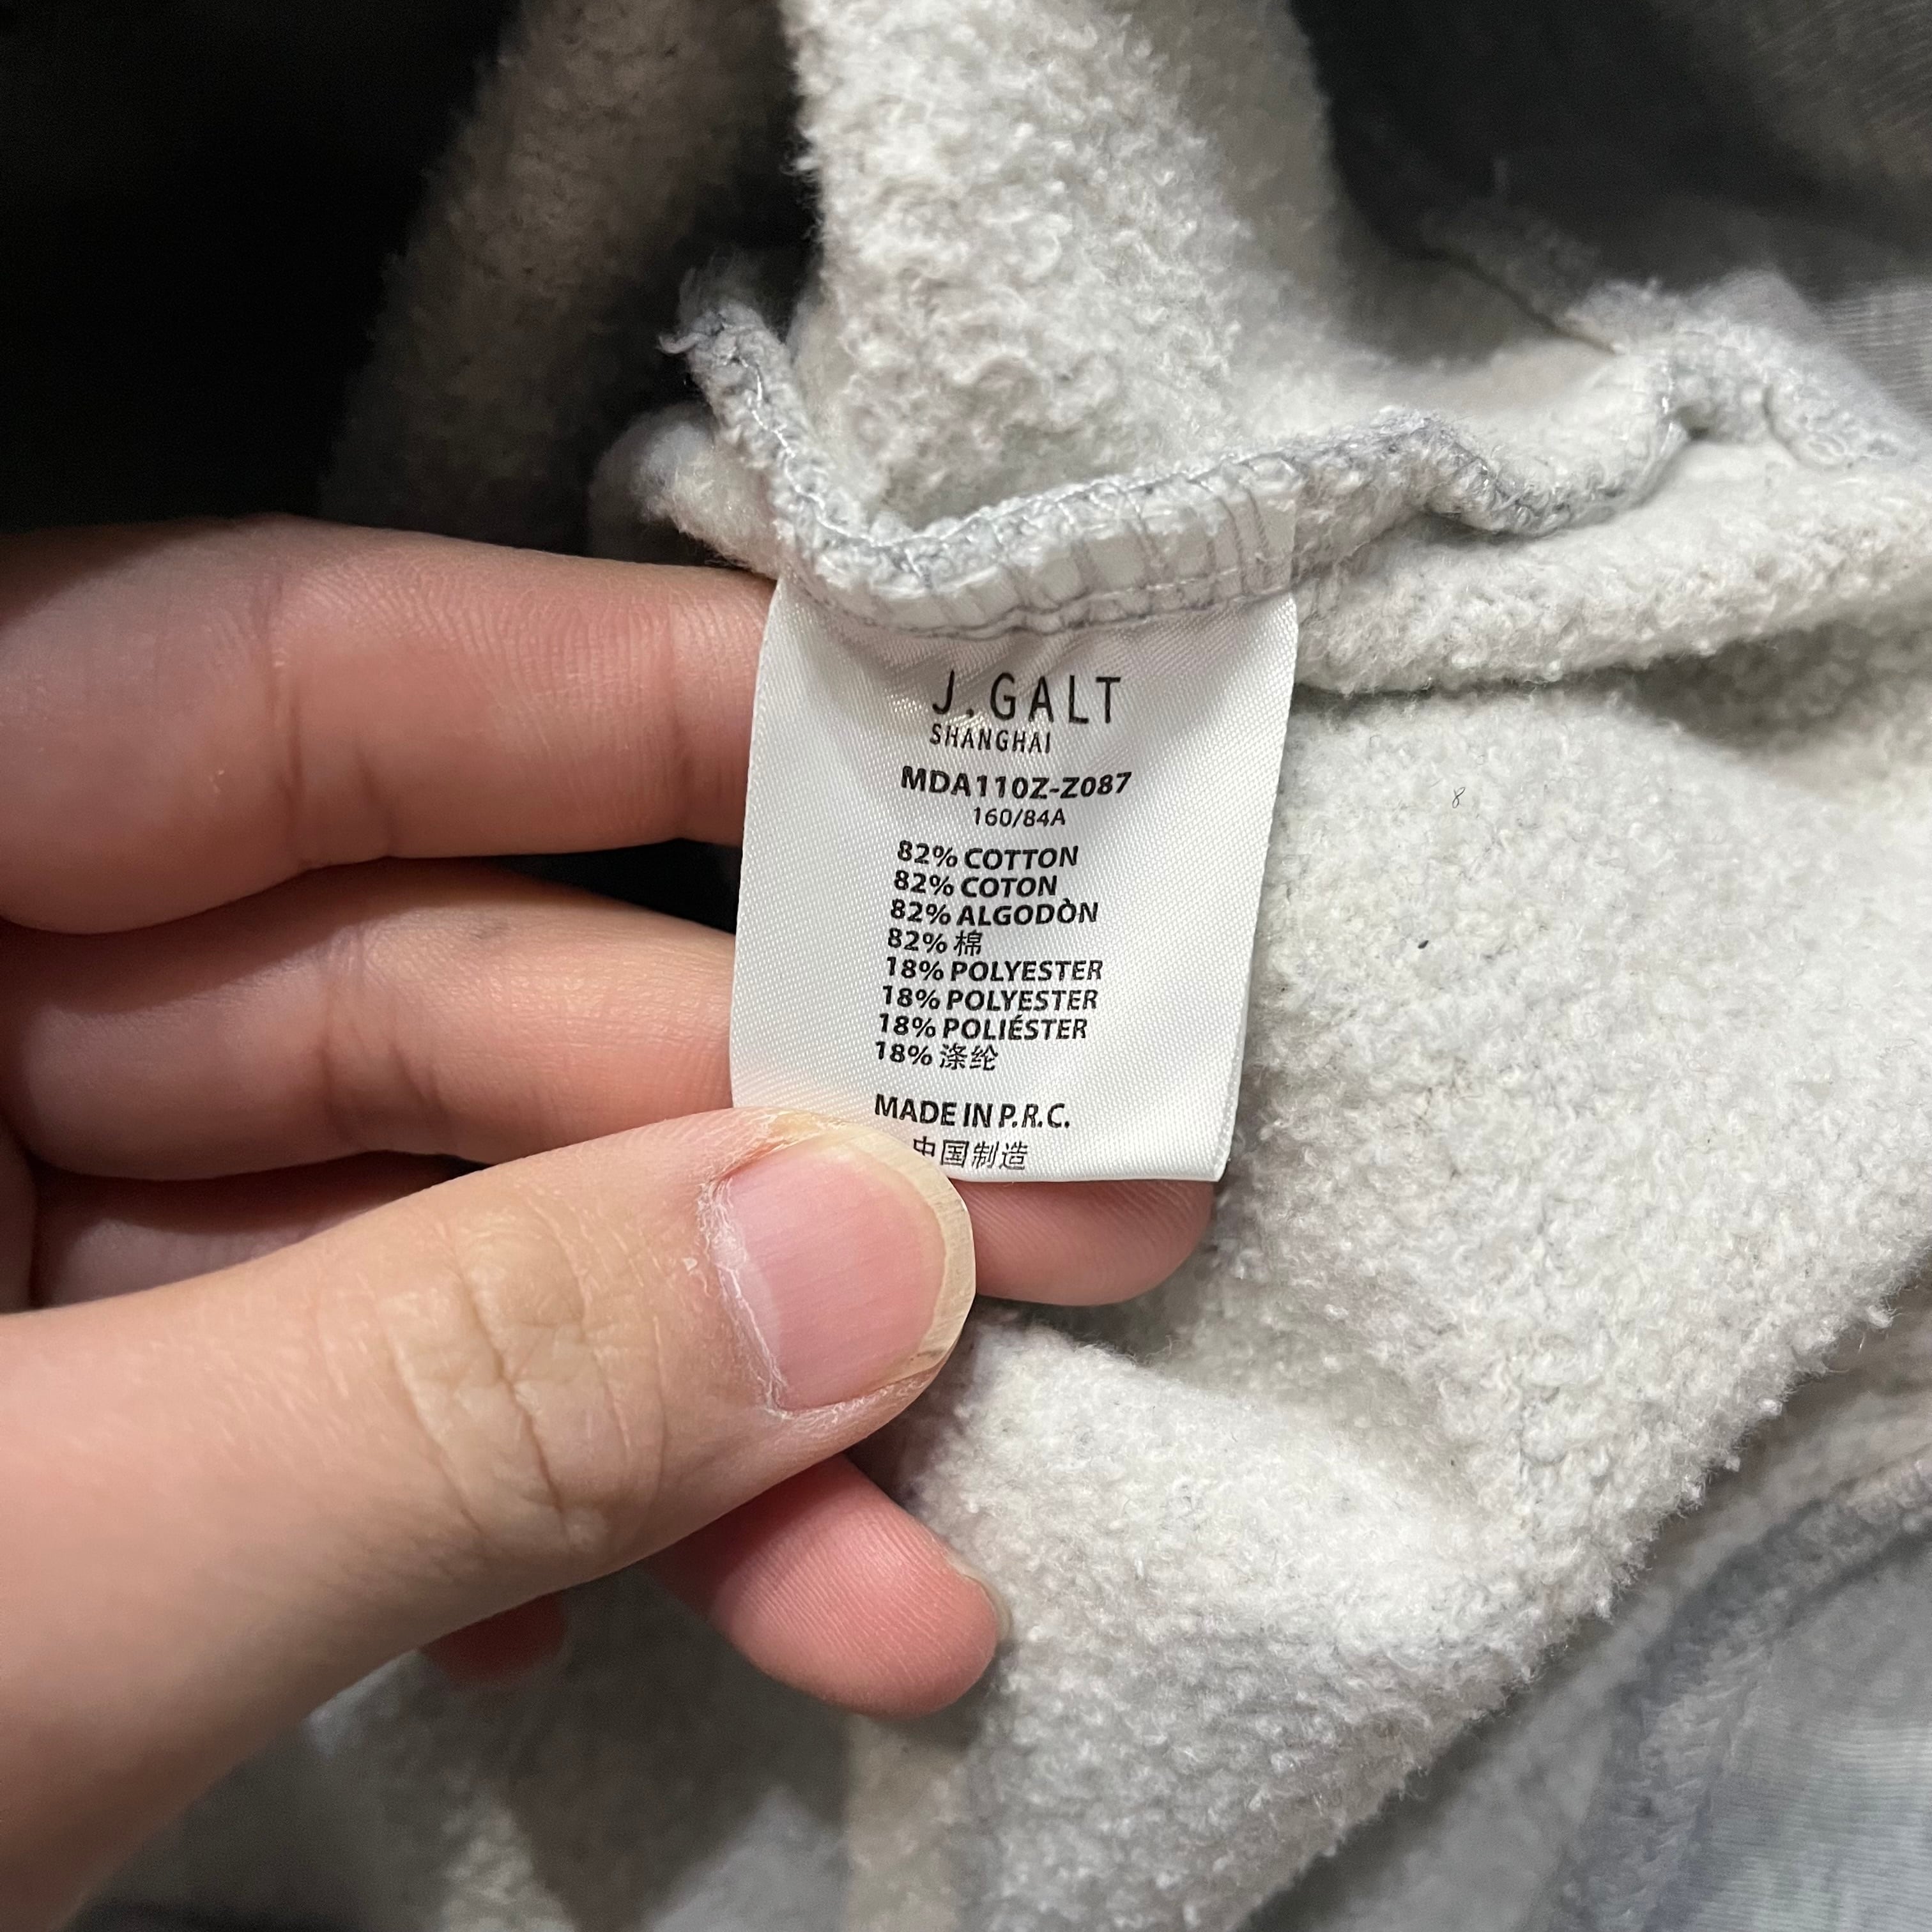 J.GALT
SHANGHAI
MDA110Z-Z087
160/84A
82% COTTON
82% COTON
82% ALGODÒN
82% 棉
18% POLYESTER
18% POLYESTER
18% POLIÉSTER
18% 涤纶
MADE IN P.R.C.
中国制造